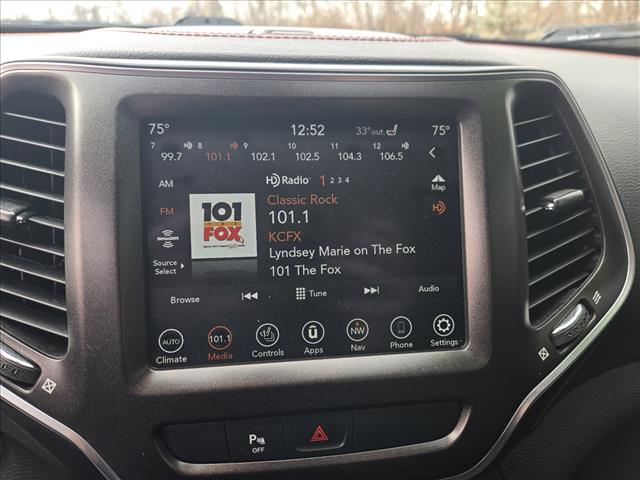 75° 12:52 33°out. 75°
7 8 9 10 11 12
99.7 101.1 102.1 102.5 104.3 106.5
AM HD Radio 1 2 3 4 Map
Classic Rock
FM 101 101.1 HD
THE FOX KCFX
SiriusXM Lyndsey Marie on The Fox
Source Select 101 The Fox
Browse Tune Audio
AUTO 101.1 ü NW
Climate Media Controls Apps Nav Phone Settings
P OFF